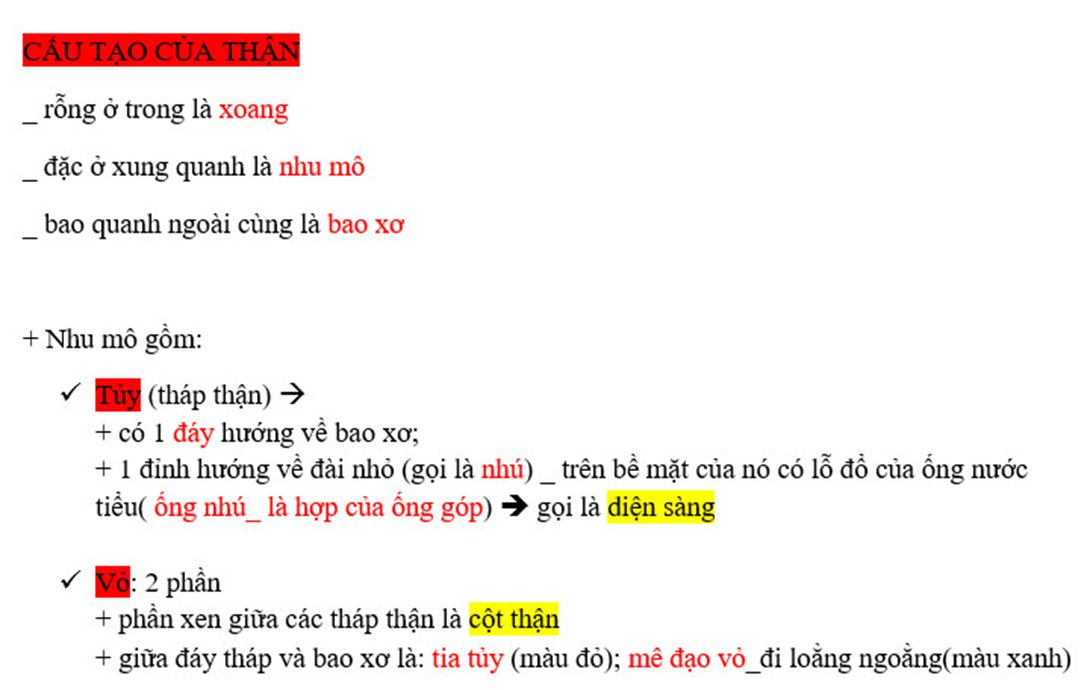 CẤU TẠO CỦA THẬN
_ rỗng ở trong là xoang
_ đặc ở xung quanh là nhu mô
_ bao quanh ngoài cùng là bao xơ
+ Nhu mô gồm:
✓ Tủy (tháp thận) →
+ có 1 đáy hướng về bao xơ;
+ 1 đỉnh hướng về đài nhỏ (gọi là nhú) _ trên bề mặt của nó có lỗ đổ của ống nước
tiểu( ống nhú_ là hợp của ống góp) → gọi là diện sàng
✓ Vỏ: 2 phần
+ phần xen giữa các tháp thận là cột thận
+ giữa đáy tháp và bao xơ là: tia tủy (màu đỏ); mê đạo vỏ_đi loằng ngoằng(màu xanh)